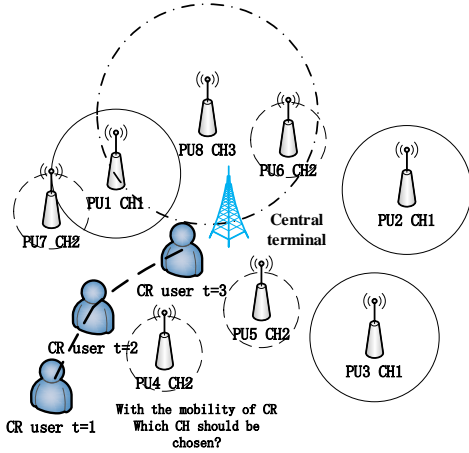 PU8 CH3
PU6_CH2
PU1 CH1
PU2 CH1
PU7_CH2
Central
terminal
CR user t=3
PU5 CH2
CR user t=2
PU3 CH1
PU4_CH2
CR user t=1
With the mobility of CR
Which CH should be
chosen?